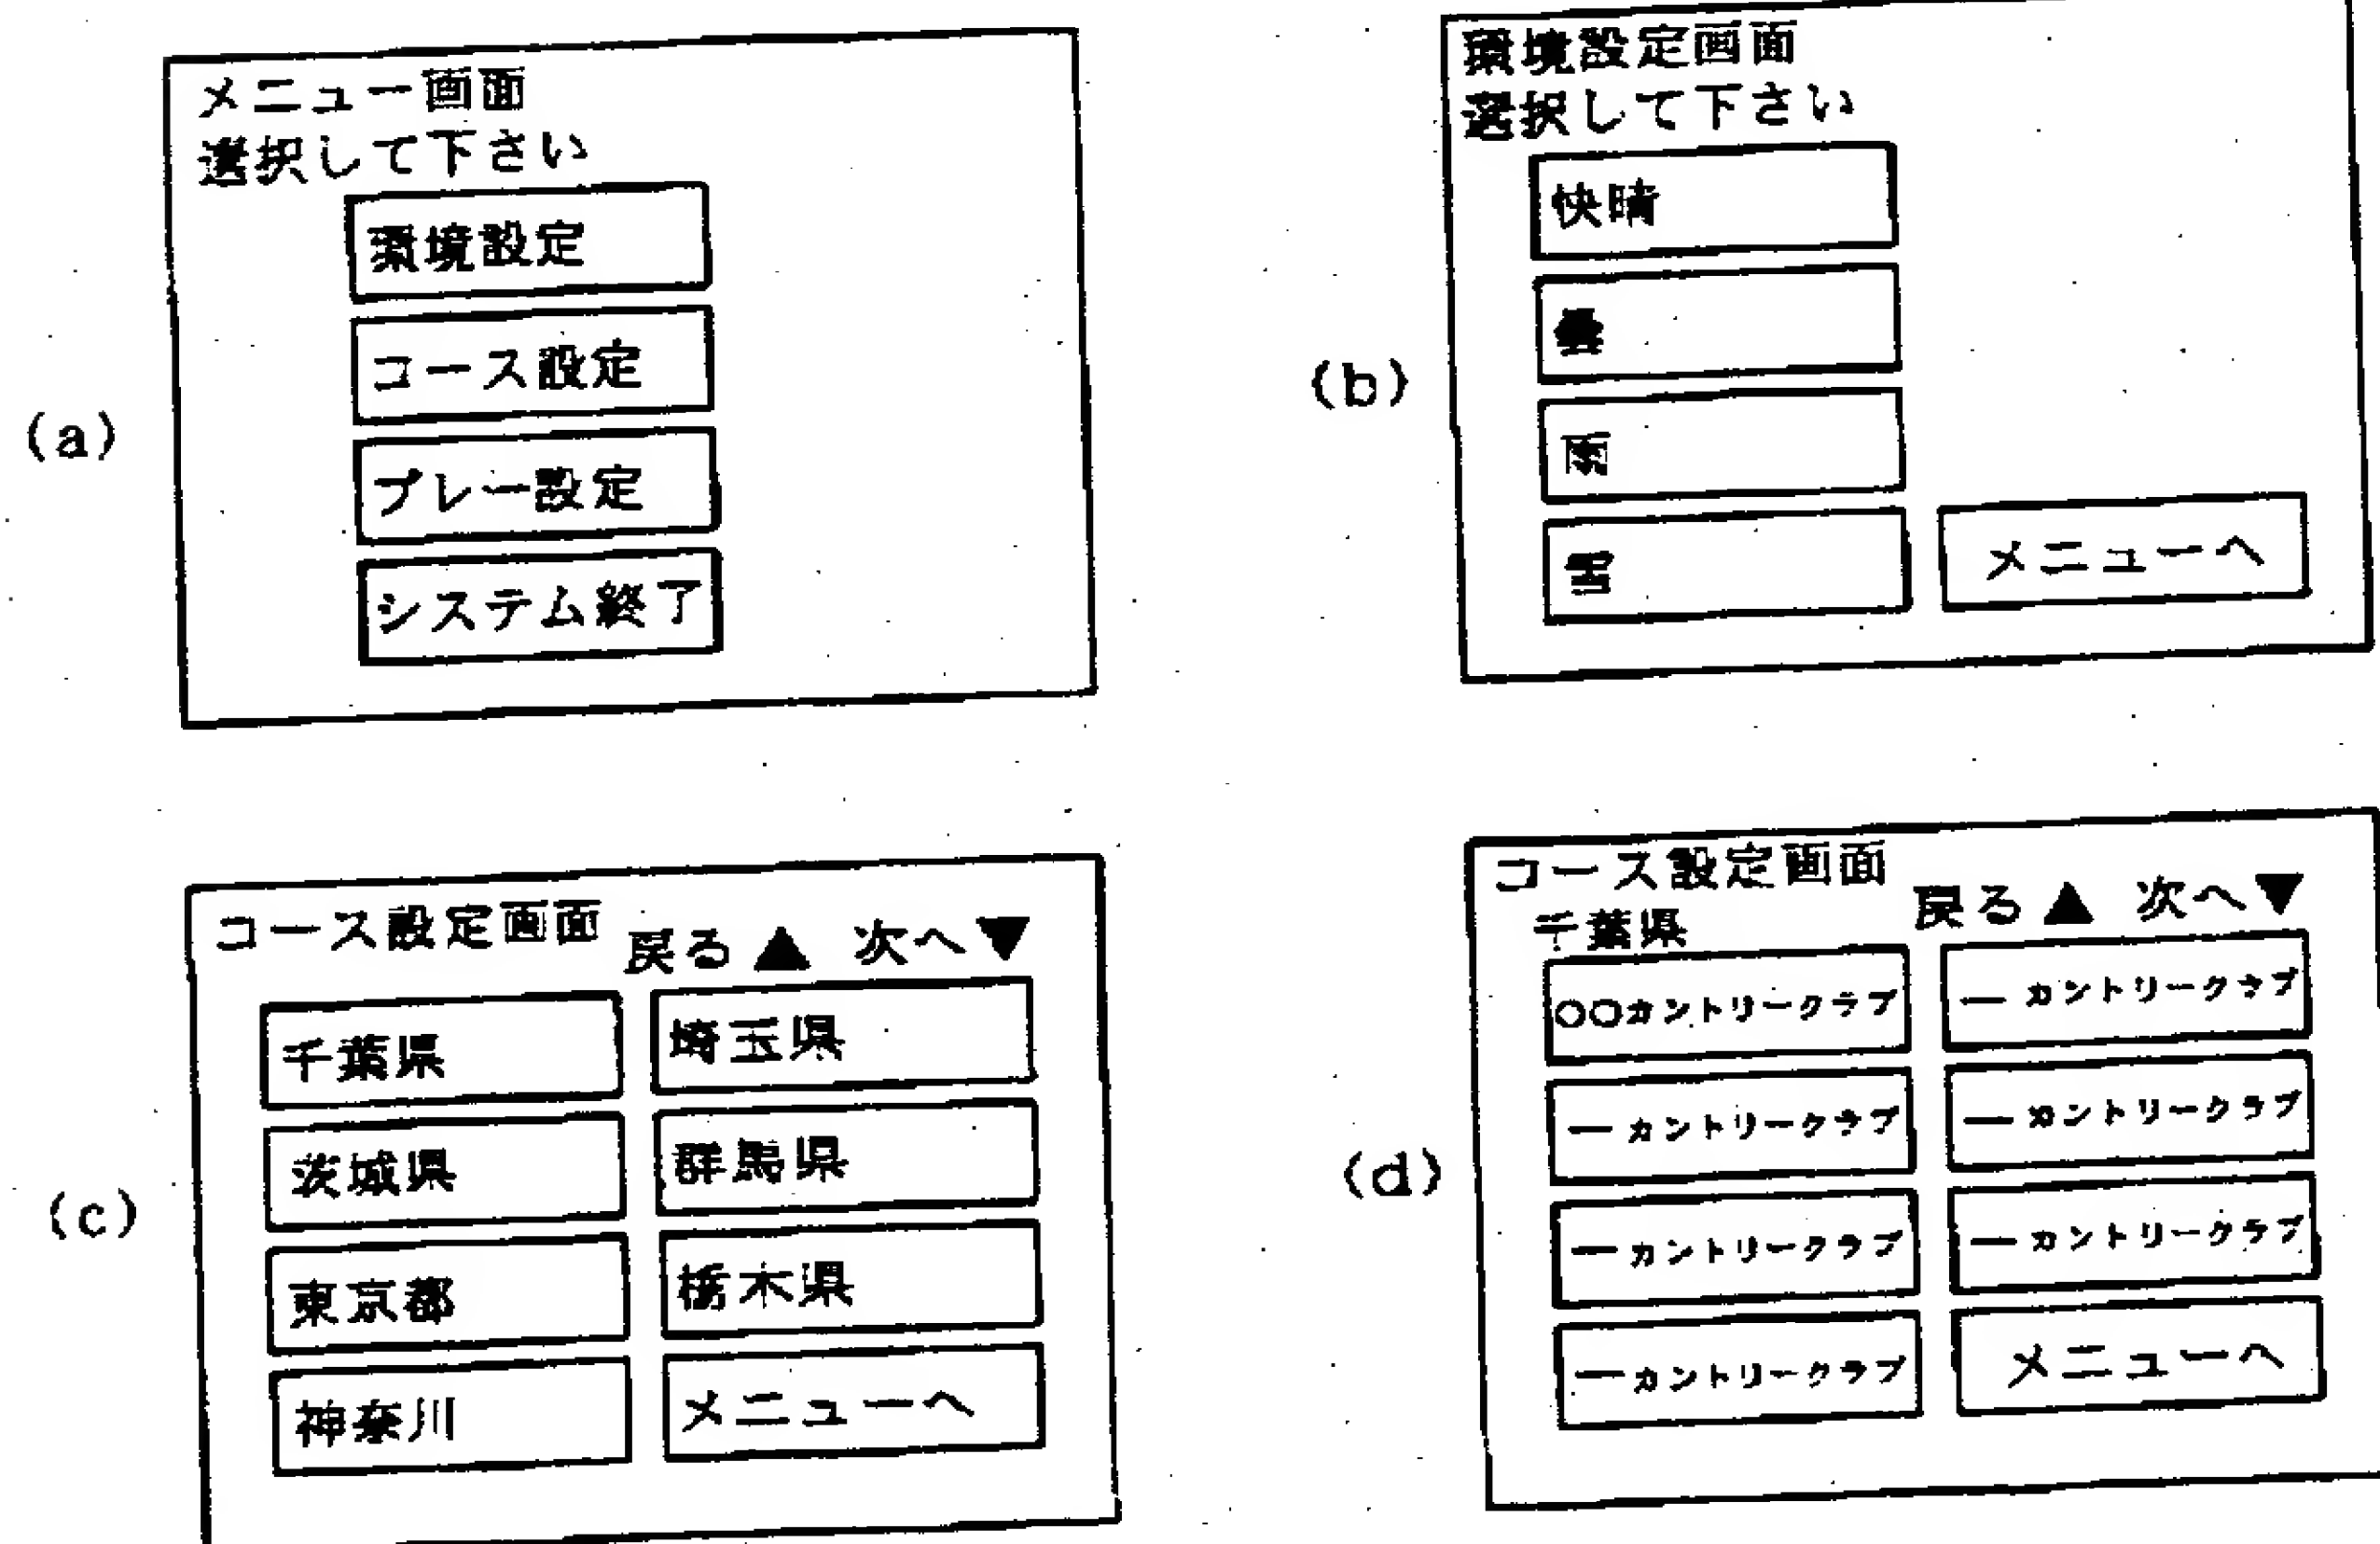 (a)
メニュー画面
選択して下さい
環境設定
コース設定
プレー設定
システム終了
(b)
環境設定画面
選択して下さい
快晴
曇
雨
雪
メニューへ
(c)
コース設定画面
戻る▲ 次へ▼
千葉県 埼玉県
茨城県 群馬県
東京都 栃木県
神奈川 メニューへ
(d)
コース設定画面
千葉県 戻る▲ 次へ▼
○○カントリークラブ ― カントリークラブ
― カントリークラブ ― カントリークラブ
― カントリークラブ ― カントリークラブ
― カントリークラブ メニューへ